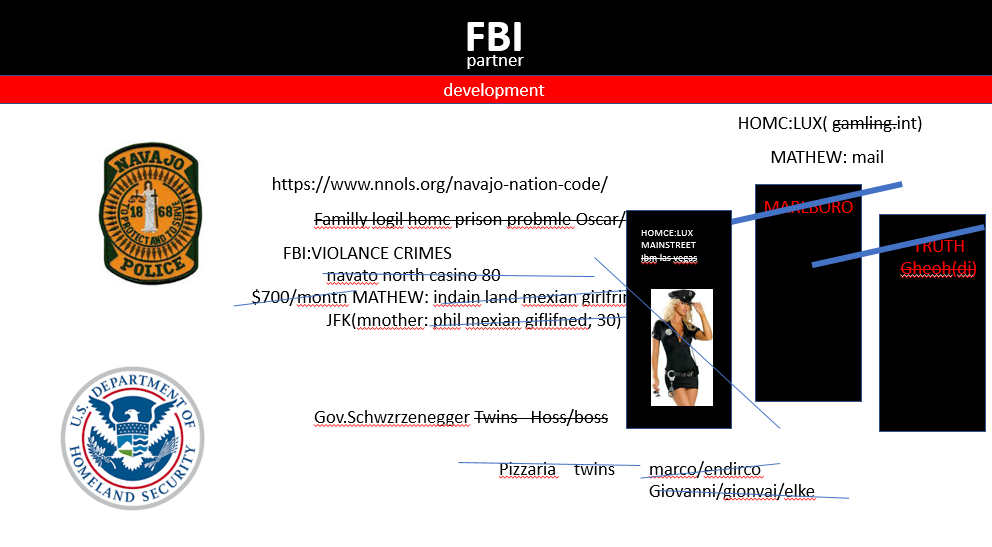 FBI
partner
development
HOMC:LUX( gamling.int)
MATHEW: mail
NAVAJO
TO PROTECT AND TO SERVE
1868
POLICE
https://www.nnols.org/navajo-nation-code/
MARLBORO
Familly logil homc prison probmle Oscar/
HOMCE:LUX
MAINSTREET
Ibm las vegas
TRUTH
Gheoh(dj)
FBI:VIOLANCE CRIMES
navato north casino 80
$700/montn MATHEW: indain land mexian girlfrin
JFK(mnother: phil mexian giflifned; 30)
U.S. DEPARTMENT OF
HOMELAND SECURITY
Gov.Schwzrzenegger Twins Hoss/boss
Pizzaria twins marco/endirco
Giovanni/gionvai/elke